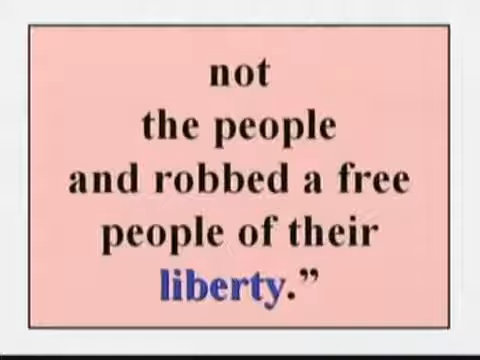 not
the people
and robbed a free
people of their
liberty.”